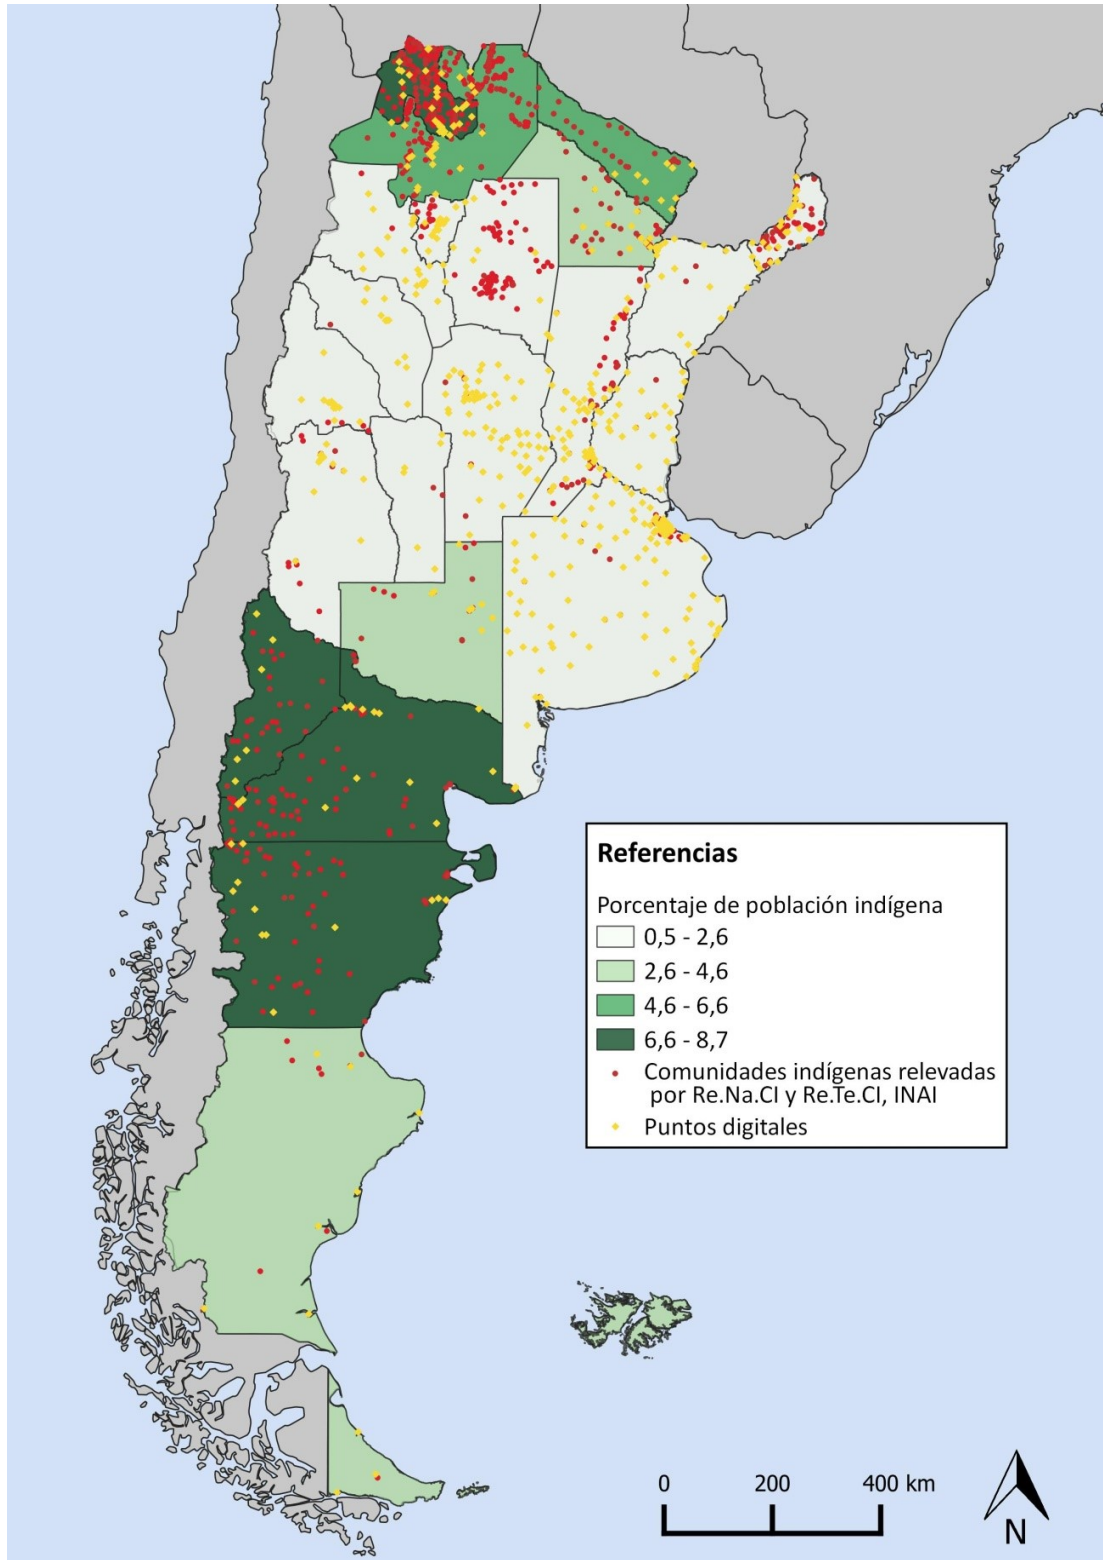 Referencias
Porcentaje de población indígena
0,5 - 2,6
2,6 - 4,6
4,6 - 6,6
6,6 - 8,7
Comunidades indígenas relevadas
por Re.Na.CI y Re.Te.CI, INAI
Puntos digitales
0 200 400 km
N